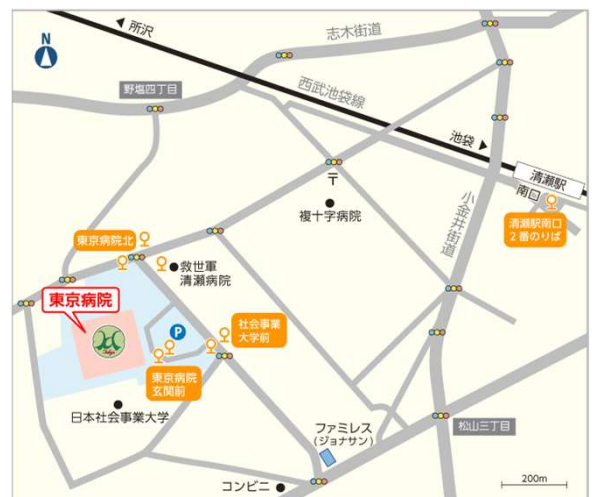 N
所沢
志木街道
野塩四丁目
西武池袋線
池袋
清瀬駅
南口
清瀬駅南口
2番のりば
小金井街道
〒
複十字病院
東京病院北
救世軍
清瀬病院
東京病院
P
社会事業
大学前
東京病院
玄関前
日本社会事業大学
ファミレス
(ジョナサン)
松山三丁目
コンビニ
200m